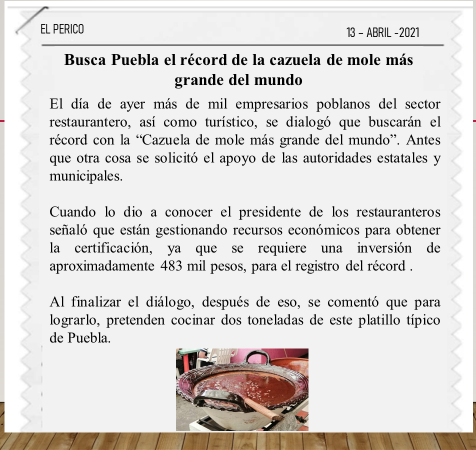 EL PERICO
13 - ABRIL -2021
Busca Puebla el récord de la cazuela de mole más
grande del mundo
El día de ayer más de mil empresarios poblanos del sector
restaurantero, así como turístico, se dialogó que buscarán el
récord con la “Cazuela de mole más grande del mundo”. Antes
que otra cosa se solicitó el apoyo de las autoridades estatales y
municipales.
Cuando lo dio a conocer el presidente de los restauranteros
señaló que están gestionando recursos económicos para obtener
la certificación, ya que se requiere una inversión de
aproximadamente 483 mil pesos, para el registro del récord .
Al finalizar el diálogo, después de eso, se comentó que para
lograrlo, pretenden cocinar dos toneladas de este platillo típico
de Puebla.